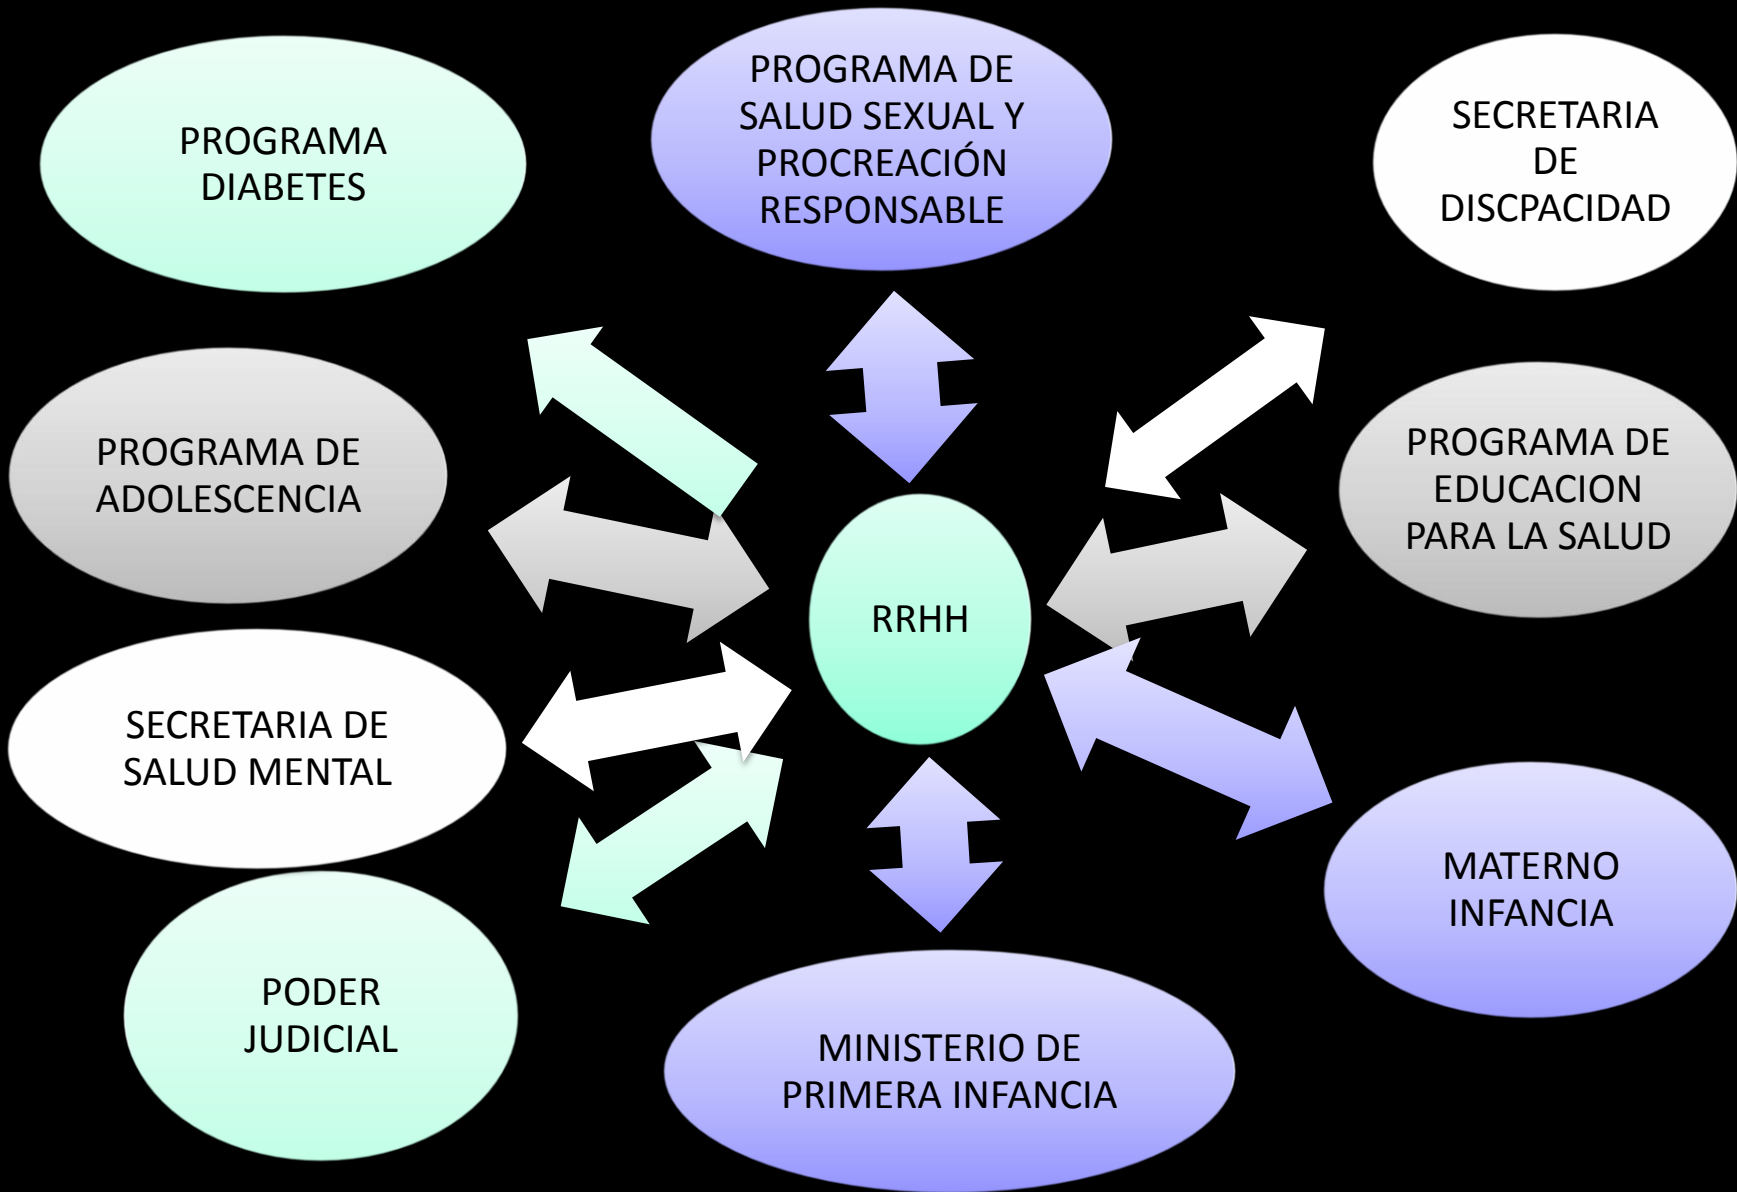 PROGRAMA
DIABETES
PROGRAMA DE
SALUD SEXUAL Y
PROCREACIÓN
RESPONSABLE
SECRETARIA
DE
DISCPACIDAD
PROGRAMA DE
ADOLESCENCIA
PROGRAMA DE
EDUCACION
PARA LA SALUD
RRHH
SECRETARIA DE
SALUD MENTAL
MATERNO
INFANCIA
PODER
JUDICIAL
MINISTERIO DE
PRIMERA INFANCIA